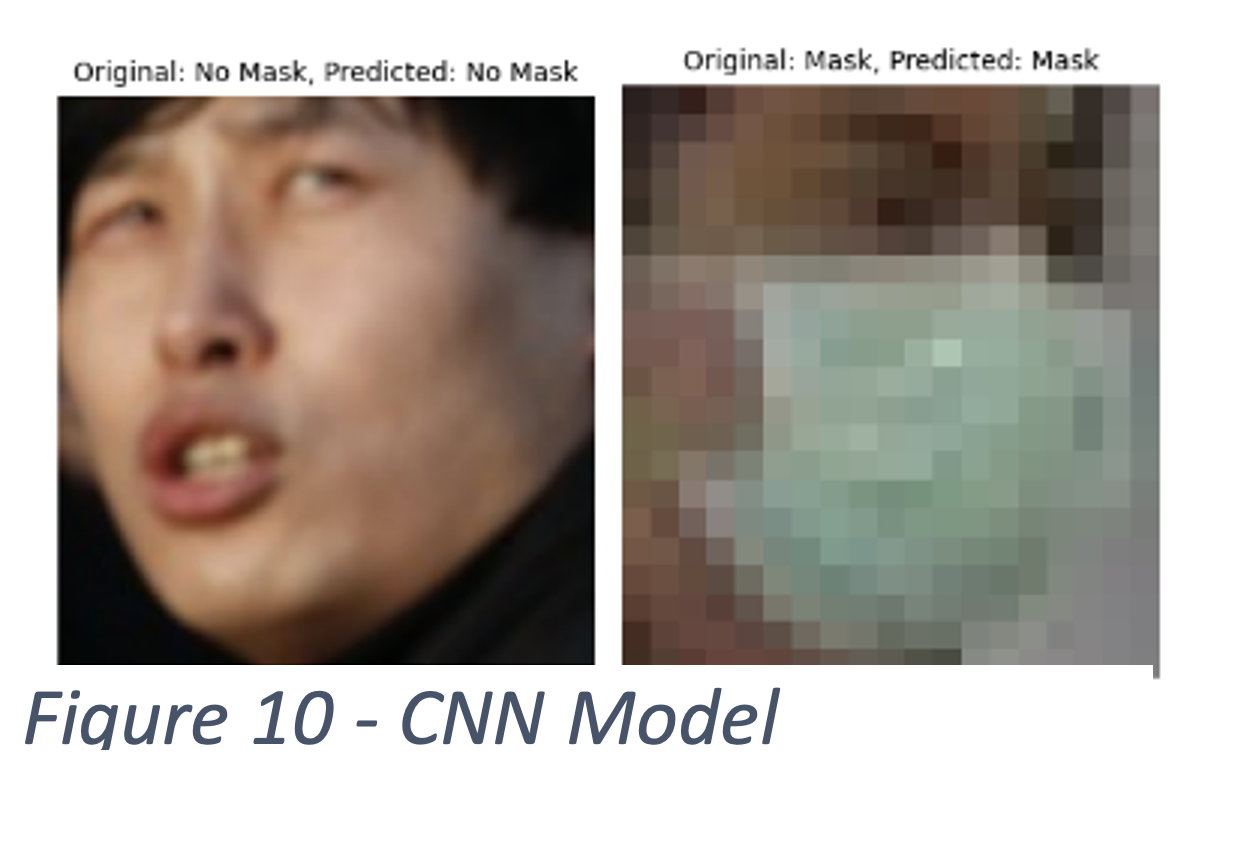 Original: No Mask, Predicted: No Mask
Original: Mask, Predicted: Mask
Figure 10 - CNN Model